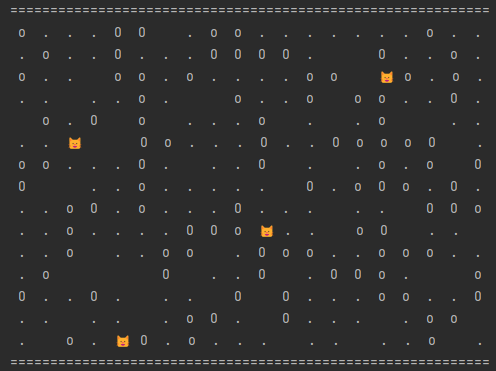 ============================================================
o . . . 0 0   . o o . . . . . . . o . .
. o . . 0 . . . 0 0 0 0 .     0 . . o .
o . .   o o . o . . . . o o   😺 o . o .
. .   . . o .     o . . o   o o . . 0 .
  o . 0   o   . . . o   .   . o     . .
. . 😺     0 o . . . 0 . . 0 o o o 0   .
o o . . . 0 .   . . 0   .   . o . o   0
0     . . o . . . . .   0 . o 0 o . 0 .
. . o 0 . o . . . 0 . . .   . .   0 0 o
. . o . . . . 0 0 o 😺 . .   o 0   . .
. . o   . . o o   . 0 o o . . o o o .
. o         0   . . 0   . 0 0 o .     o
0 . . 0 .   . .   0   0 . . . o o . . 0
. .   . .   . o 0 .   0 . . .   . o o
.   o . 😺 0 . o . . .   . .   . . o   .
============================================================